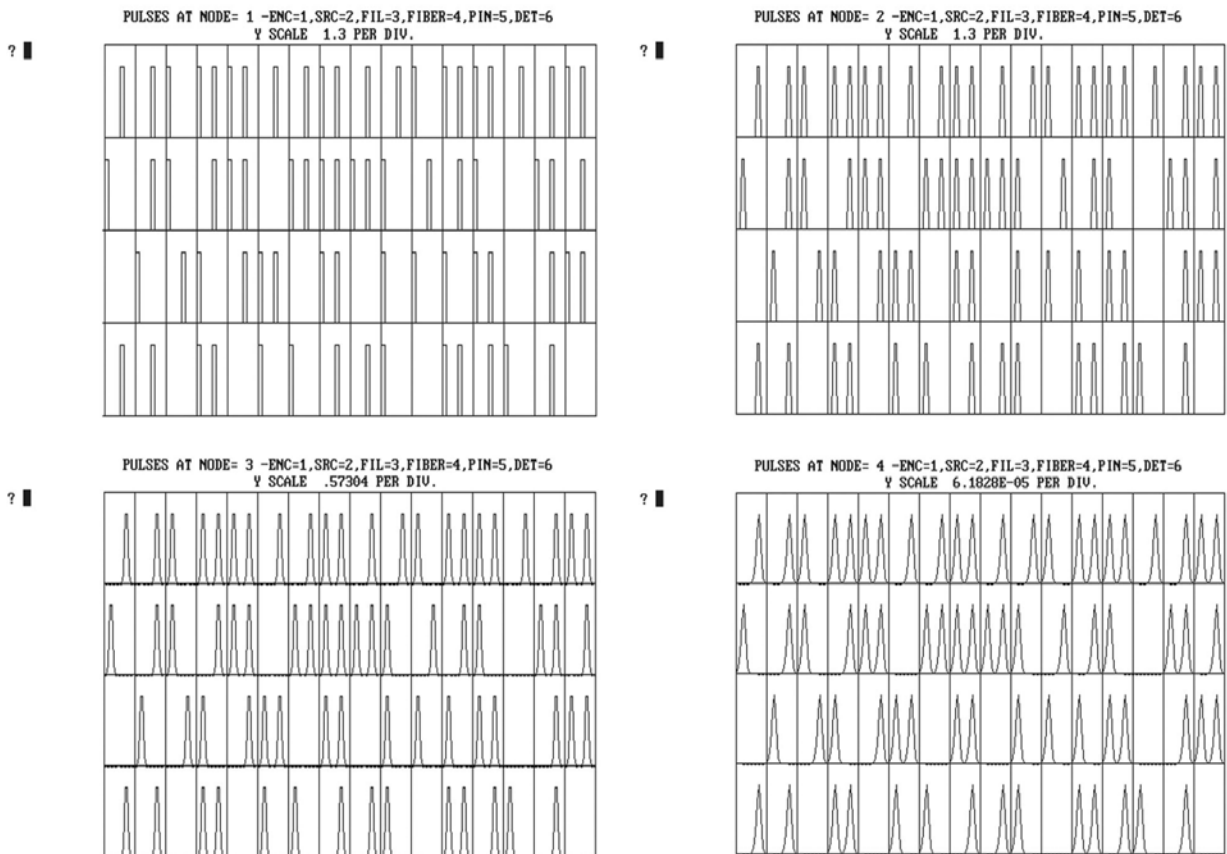 PULSES AT NODE= 1 -ENC=1,SRC=2,FIL=3,FIBER=4,PIN=5,DET=6
Y SCALE 1.3 PER DIV.
?
PULSES AT NODE= 2 -ENC=1,SRC=2,FIL=3,FIBER=4,PIN=5,DET=6
Y SCALE 1.3 PER DIV.
?
PULSES AT NODE= 3 -ENC=1,SRC=2,FIL=3,FIBER=4,PIN=5,DET=6
Y SCALE .57304 PER DIV.
?
PULSES AT NODE= 4 -ENC=1,SRC=2,FIL=3,FIBER=4,PIN=5,DET=6
Y SCALE 6.1828E-05 PER DIV.
?